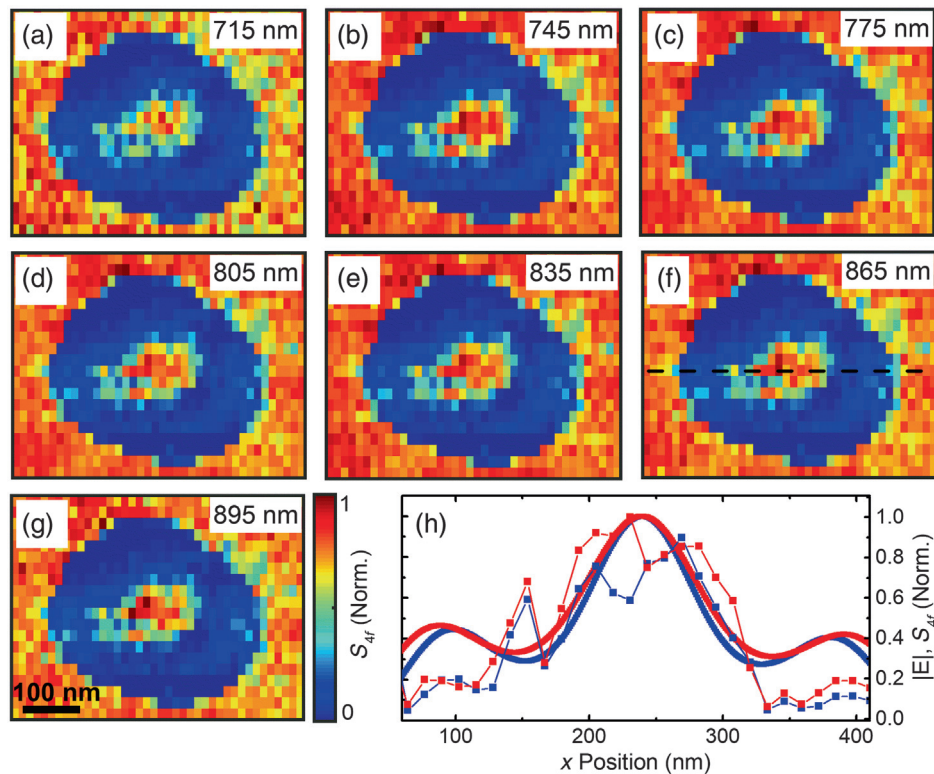 (a) 715 nm
(b) 745 nm
(c) 775 nm
(d) 805 nm
(e) 835 nm
(f) 865 nm
(g) 895 nm
100 nm
1
0
S4f (Norm.)
(h)
1.0
0.8
0.6
0.4
0.2
0.0
|E|, S4f (Norm.)
100 200 300 400
x Position (nm)